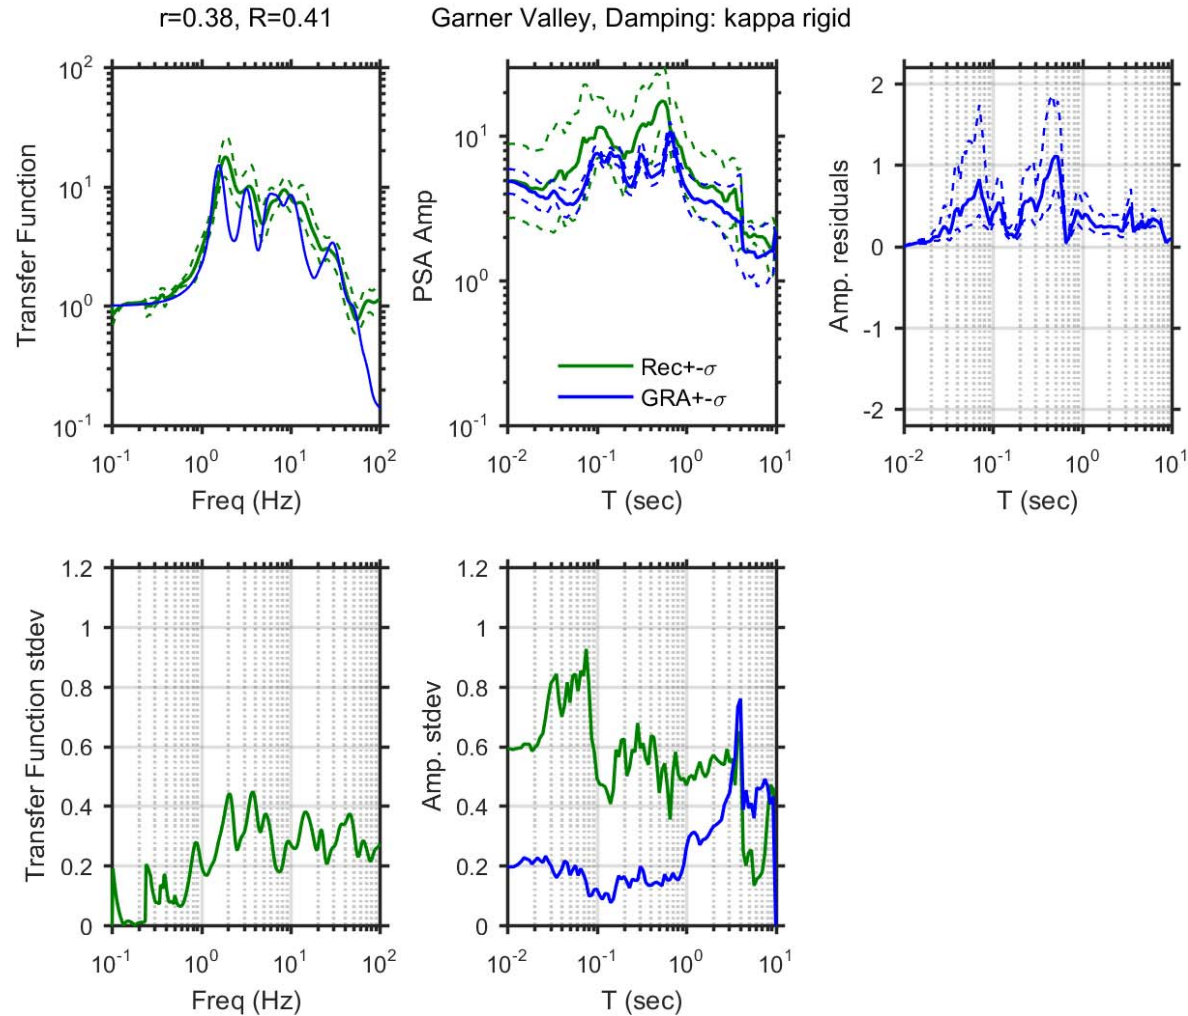 r=0.38, R=0.41
Garner Valley, Damping: kappa rigid
Transfer Function
10^2
10^1
10^0
10^-1
10^-1 10^0 10^1 10^2
Freq (Hz)
PSA Amp
10^1
10^0
10^-1
Rec+-σ
GRA+-σ
10^-2 10^-1 10^0 10^1
T (sec)
Amp. residuals
2
1
0
-1
-2
10^-2 10^-1 10^0 10^1
T (sec)
Transfer Function stdev
1.2
1
0.8
0.6
0.4
0.2
0
10^-1 10^0 10^1 10^2
Freq (Hz)
Amp. stdev
1.2
1
0.8
0.6
0.4
0.2
0
10^-2 10^-1 10^0 10^1
T (sec)